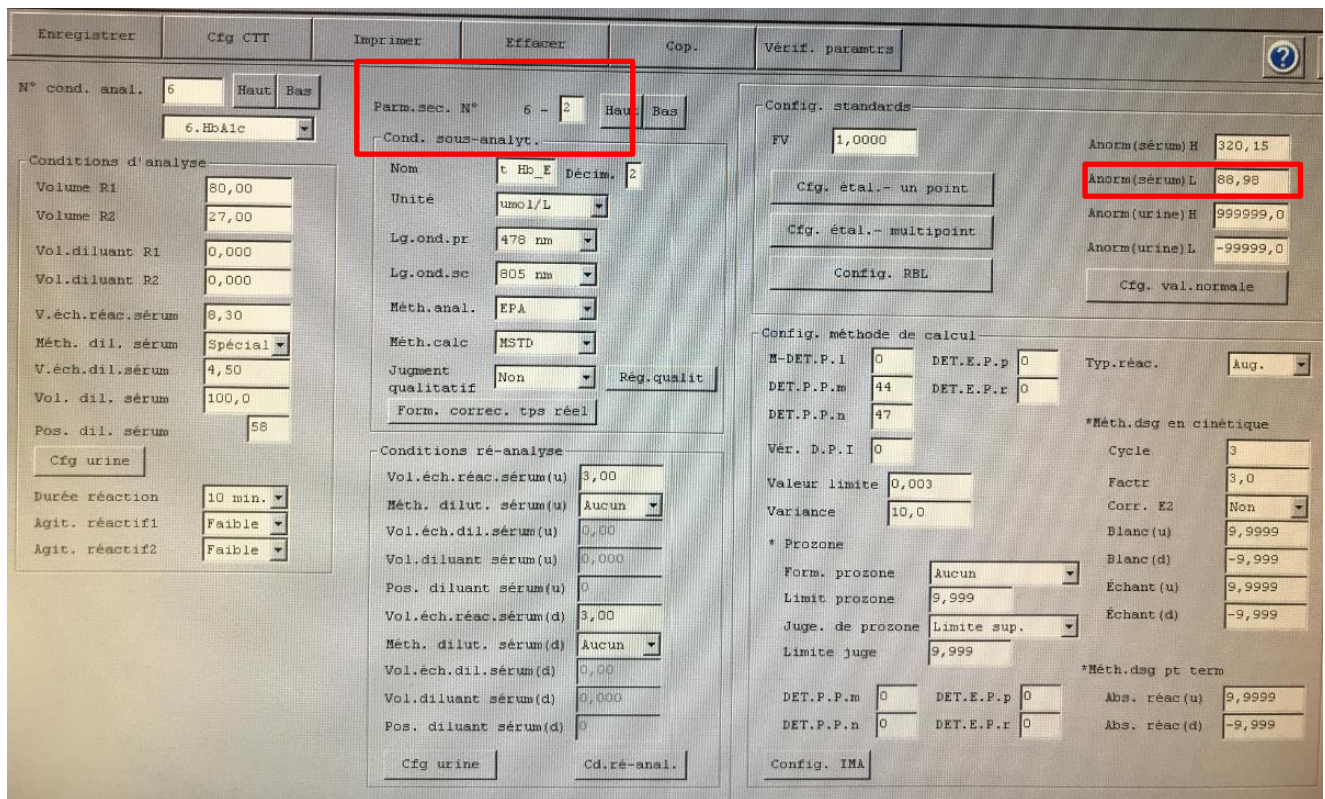 Enregistrer Cfg CTT Imprimer Effacer Cop. Vérif. paramtrs ?
N° cond. anal. 6 Haut Bas
6.HbA1c
Conditions d'analyse
Volume R1 80,00
Volume R2 27,00
Vol.diluant R1 0,000
Vol.diluant R2 0,000
V.éch.réac.sérum 8,30
Méth. dil. sérum Spécial
V.éch.dil.sérum 4,50
Vol. dil. sérum 100,0
Pos. dil. sérum 58
Cfg urine
Durée réaction 10 min.
Agit. réactif1 Faible
Agit. réactif2 Faible
Parm.sec. N° 6 - 2 Haut Bas
Cond. sous-analyt.
Nom t Hb_E Décim. 2
Unité umol/L
Lg.ond.pr 478 nm
Lg.ond.sc 805 nm
Méth.anal. EPA
Méth.calc MSTD
Jugment
qualitatif Non Rég.qualit
Form. correc. tps réel
Conditions ré-analyse
Vol.éch.réac.sérum(u) 3,00
Méth. dilut. sérum(u) Aucun
Vol.éch.dil.sérum(u) 0,00
Vol.diluant sérum(u) 0,000
Pos. diluant sérum(u) 0
Vol.éch.réac.sérum(d) 3,00
Méth. dilut. sérum(d) Aucun
Vol.éch.dil.sérum(d) 0,00
Vol.diluant sérum(d) 0,000
Pos. diluant sérum(d) 0
Cfg urine Cd.ré-anal.
Config. standards
FV 1,0000
Cfg. étal.- un point
Cfg. étal.- multipoint
Config. RBL
Anorm(sérum)H 320,15
Anorm(sérum)L 88,98
Anorm(urine)H 999999,0
Anorm(urine)L -99999,0
Cfg. val.normale
Config. méthode de calcul
M-DET.P.l 0 DET.E.P.p 0 Typ.réac. Aug.
DET.P.P.m 44 DET.E.P.r 0
DET.P.P.n 47
Vér. D.P.I 0
Valeur limite 0,003
Variance 10,0
* Prozone
Form. prozone Aucun
Limit prozone 9,999
Juge. de prozone Limite sup.
Limite juge 9,999
DET.P.P.m 0 DET.E.P.p 0
DET.P.P.n 0 DET.E.P.r 0
Config. IMA
*Méth.dsg en cinétique
Cycle 3
Factr 3,0
Corr. E2 Non
Blanc(u) 9,9999
Blanc(d) -9,999
Échant(u) 9,9999
Échant(d) -9,999
*Méth.dsg pt term
Abs. réac(u) 9,9999
Abs. réac(d) -9,999